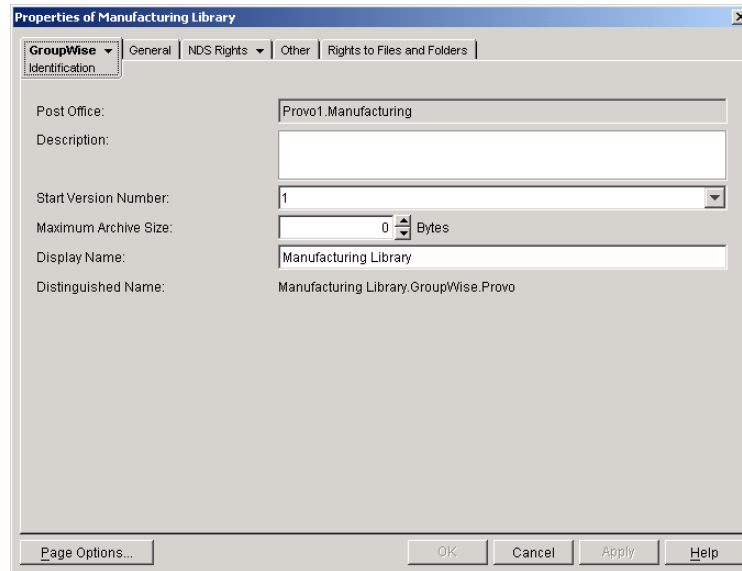 Properties of Manufacturing Library
GroupWise General NDS Rights Other Rights to Files and Folders
Identification
Post Office: Provo1.Manufacturing
Description:
Start Version Number: 1
Maximum Archive Size: 0 Bytes
Display Name: Manufacturing Library
Distinguished Name: Manufacturing Library.GroupWise.Provo
Page Options... OK Cancel Apply Help